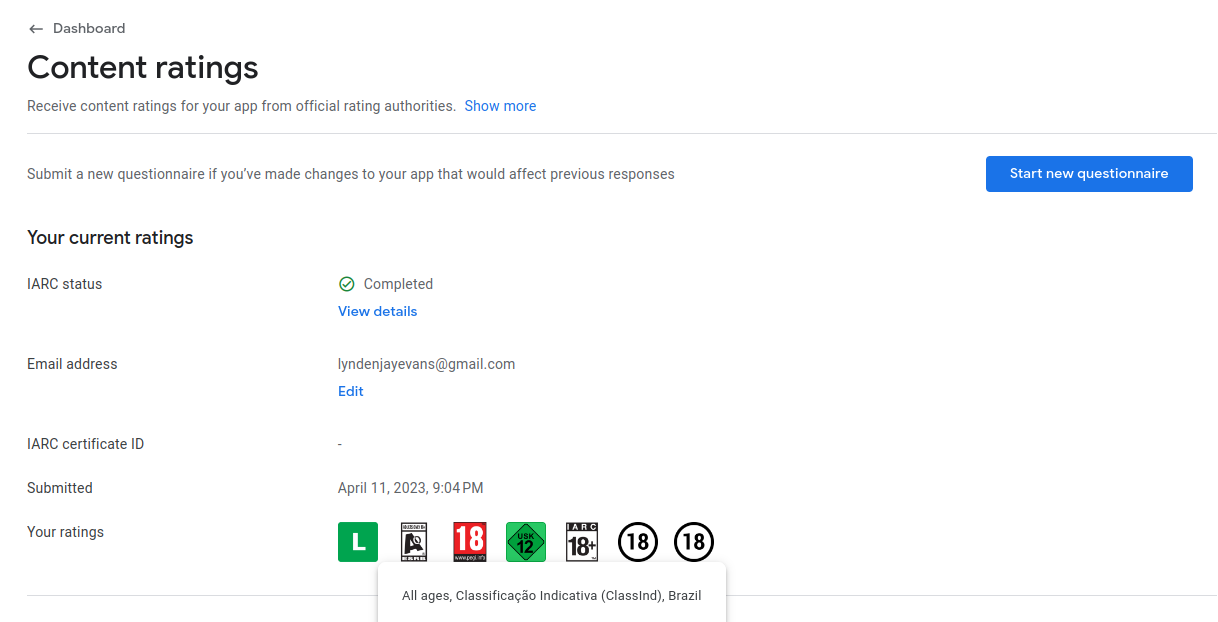 Dashboard
Content ratings
Receive content ratings for your app from official rating authorities. Show more
Submit a new questionnaire if you've made changes to your app that would affect previous responses
Start new questionnaire
Your current ratings
IARC status
Completed
View details
Email address
lyndenjayevans@gmail.com
Edit
IARC certificate ID
-
Submitted
April 11, 2023, 9:04 PM
Your ratings
L
A
18
www.pegi.info
USK
12
IARC
18+
18
18
All ages, Classificação Indicativa (ClassInd), Brazil